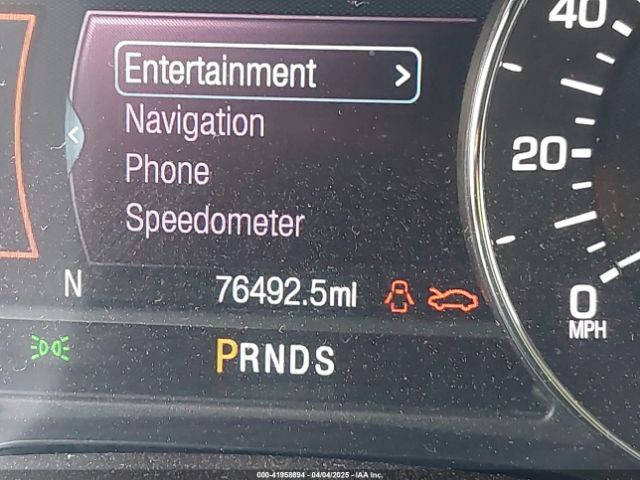 Entertainment >
Navigation
Phone
Speedometer
N 76492.5mi
PRNDS
40
20
0
MPH
000-41958894 - 04/04/2025 - IAA Inc.